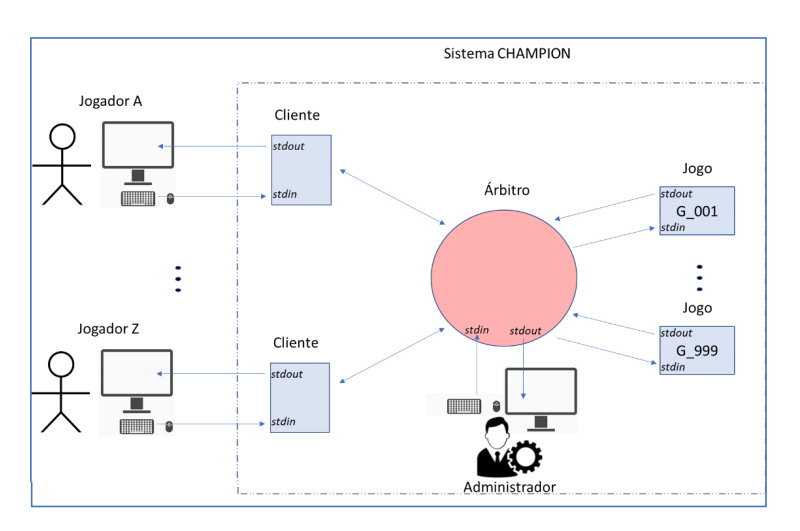 Sistema CHAMPION
Jogador A
Cliente
stdout
stdin
Árbitro
Jogo
stdout
G_001
stdin
Jogador Z
Cliente
stdout
stdin
stdin
stdout
Jogo
stdout
G_999
stdin
Administrador